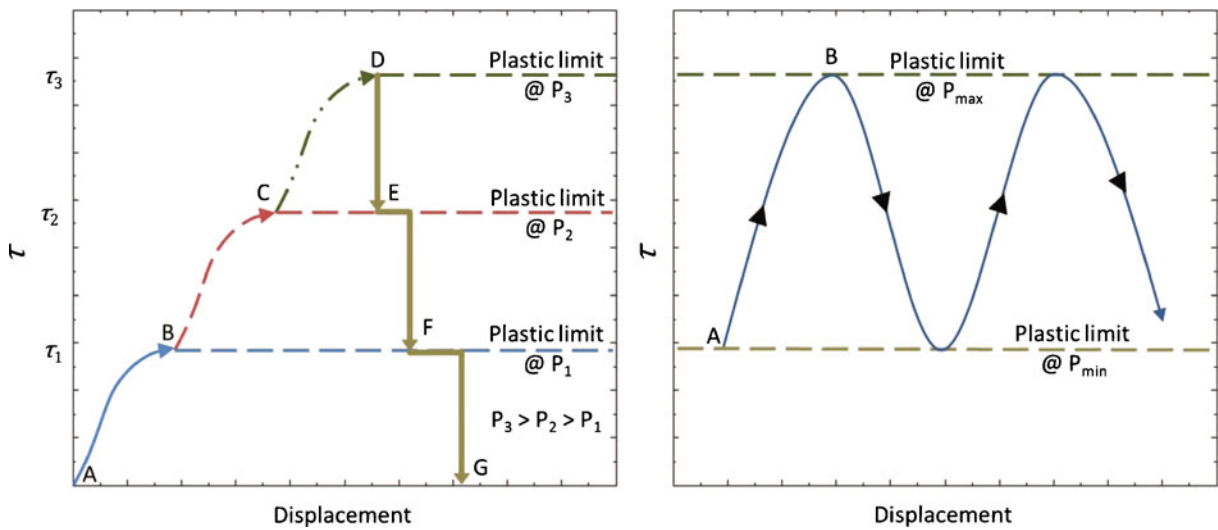 D
Plastic limit
τ3
@ P3
C
E
Plastic limit
τ2
@ P2
τ
B
F
Plastic limit
τ1
@ P1
P3 > P2 > P1
A
G
Displacement
B
Plastic limit
@ Pmax
τ
A
Plastic limit
@ Pmin
Displacement